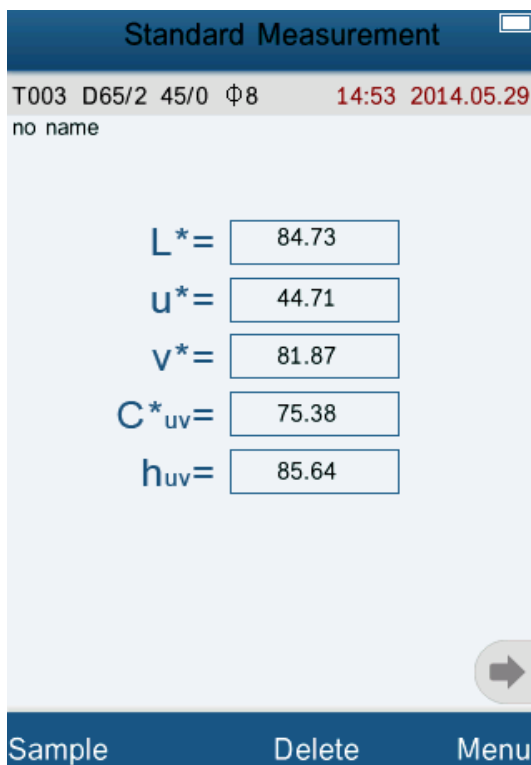 Standard Measurement
T003 D65/2 45/0 Φ8 14:53 2014.05.29
no name
L*= 84.73
u*= 44.71
v*= 81.87
C*uv= 75.38
huv= 85.64
Sample Delete Menu